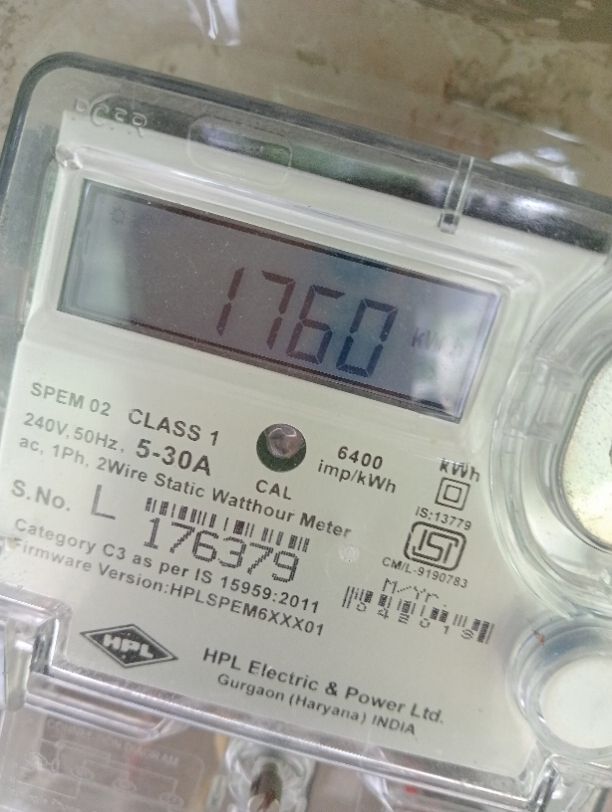 1760 kWh
SPEM 02 CLASS 1
240V, 50Hz, 5-30A
ac, 1Ph, 2Wire Static Watthour Meter
CAL
6400
imp/kWh
kWh
IS:13779
ISI
CM/L-9190783
S.No. L 176379
M/Yr.
Category C3 as per IS 15959:2011
Firmware Version:HPLSPEM6XXX01
HPL
HPL Electric & Power Ltd.
Gurgaon (Haryana) INDIA